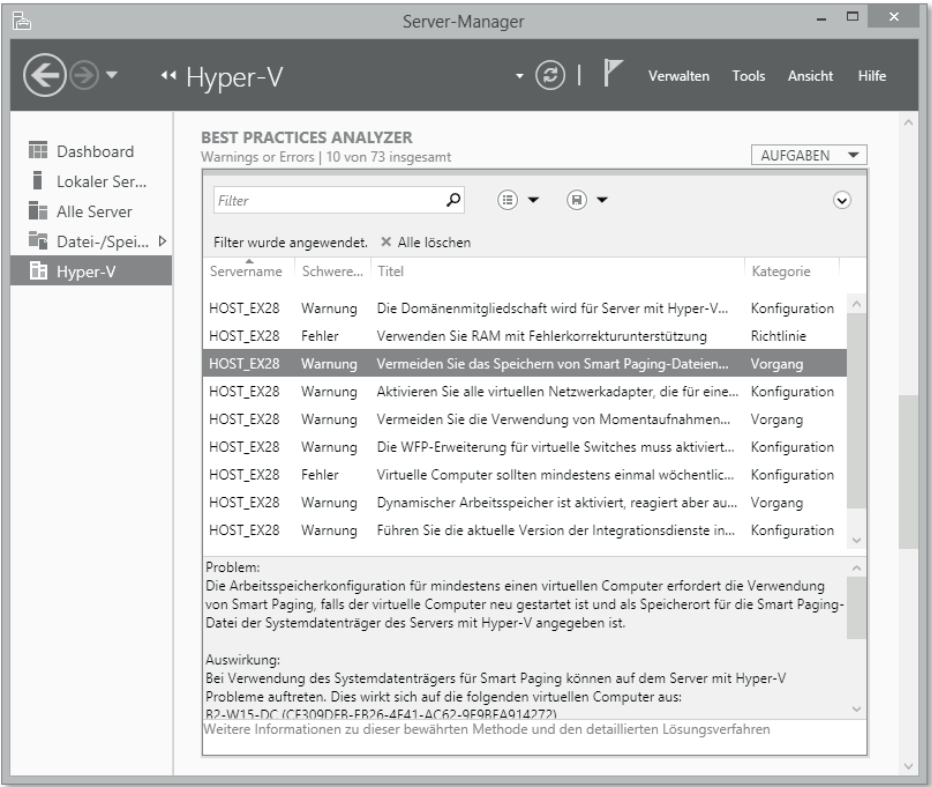 Server-Manager
Hyper-V
Verwalten Tools Ansicht Hilfe
Dashboard
Lokaler Ser...
Alle Server
Datei-/Spei...
Hyper-V
BEST PRACTICES ANALYZER
Warnings or Errors | 10 von 73 insgesamt
AUFGABEN
Filter
Filter wurde angewendet. Alle löschen
Servername Schwere... Titel Kategorie
HOST_EX28 Warnung Die Domänenmitgliedschaft wird für Server mit Hyper-V... Konfiguration
HOST_EX28 Fehler Verwenden Sie RAM mit Fehlerkorrekturunterstützung Richtlinie
HOST_EX28 Warnung Vermeiden Sie das Speichern von Smart Paging-Dateien... Vorgang
HOST_EX28 Warnung Aktivieren Sie alle virtuellen Netzwerkadapter, die für eine... Konfiguration
HOST_EX28 Warnung Vermeiden Sie die Verwendung von Momentaufnahmen... Vorgang
HOST_EX28 Warnung Die WFP-Erweiterung für virtuelle Switches muss aktiviert... Konfiguration
HOST_EX28 Fehler Virtuelle Computer sollten mindestens einmal wöchentlic... Konfiguration
HOST_EX28 Warnung Dynamischer Arbeitsspeicher ist aktiviert, reagiert aber au... Vorgang
HOST_EX28 Warnung Führen Sie die aktuelle Version der Integrationsdienste in... Konfiguration
Problem:
Die Arbeitsspeicherkonfiguration für mindestens einen virtuellen Computer erfordert die Verwendung
von Smart Paging, falls der virtuelle Computer neu gestartet ist und als Speicherort für die Smart Paging-
Datei der Systemdatenträger des Servers mit Hyper-V angegeben ist.
Auswirkung:
Bei Verwendung des Systemdatenträgers für Smart Paging können auf dem Server mit Hyper-V
Probleme auftreten. Dies wirkt sich auf die folgenden virtuellen Computer aus:
Weitere Informationen zu dieser bewährten Methode und den detaillierten Lösungsverfahren